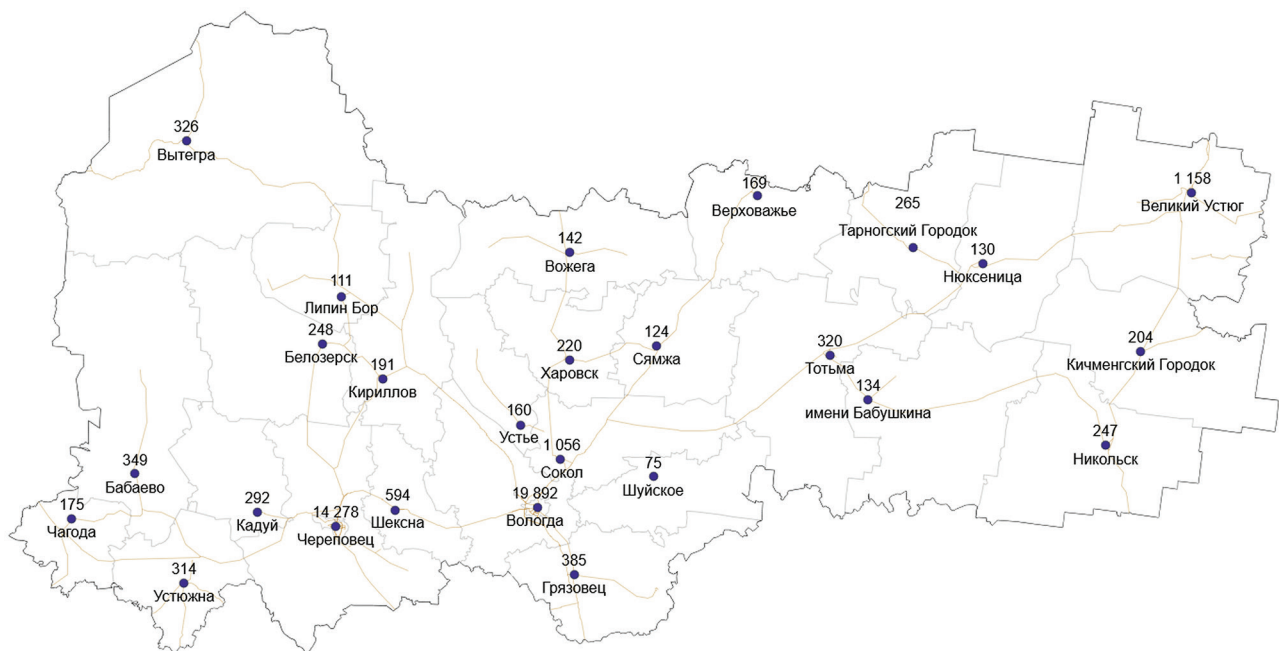 326
Вытегра
169
Верховажье
1 158
Великий Устюг
265
Тарногский Городок
142
Вожега
130
Нюксеница
111
Липин Бор
248
Белозерск
191
Кириллов
220
Харовск
124
Сямжа
320
Тотьма
204
Кичменгский Городок
134
имени Бабушкина
160
Устье
1 056
Сокол
247
Никольск
349
Бабаево
75
Шуйское
175
Чагода
292
Кадуй
14 278
Череповец
594
Шексна
19 892
Вологда
314
Устюжна
385
Грязовец